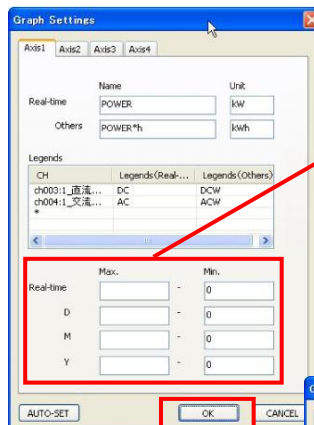 Graph Settings
Axis1 Axis2 Axis3 Axis4
Name Unit
Real-time POWER kW
Others POWER*h kWh
Legends
CH Legends(Real-... Legends(Others)
ch003:1_直流... DC DCW
ch004:1_交流... AC ACW
*
Max. Min.
Real-time - 0
D - 0
M - 0
Y - 0
AUTO-SET OK CANCEL
G